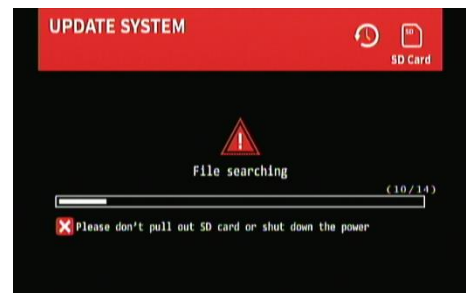 UPDATE SYSTEM
SD
SD Card
File searching
(10/14)
Please don't pull out SD card or shut down the power